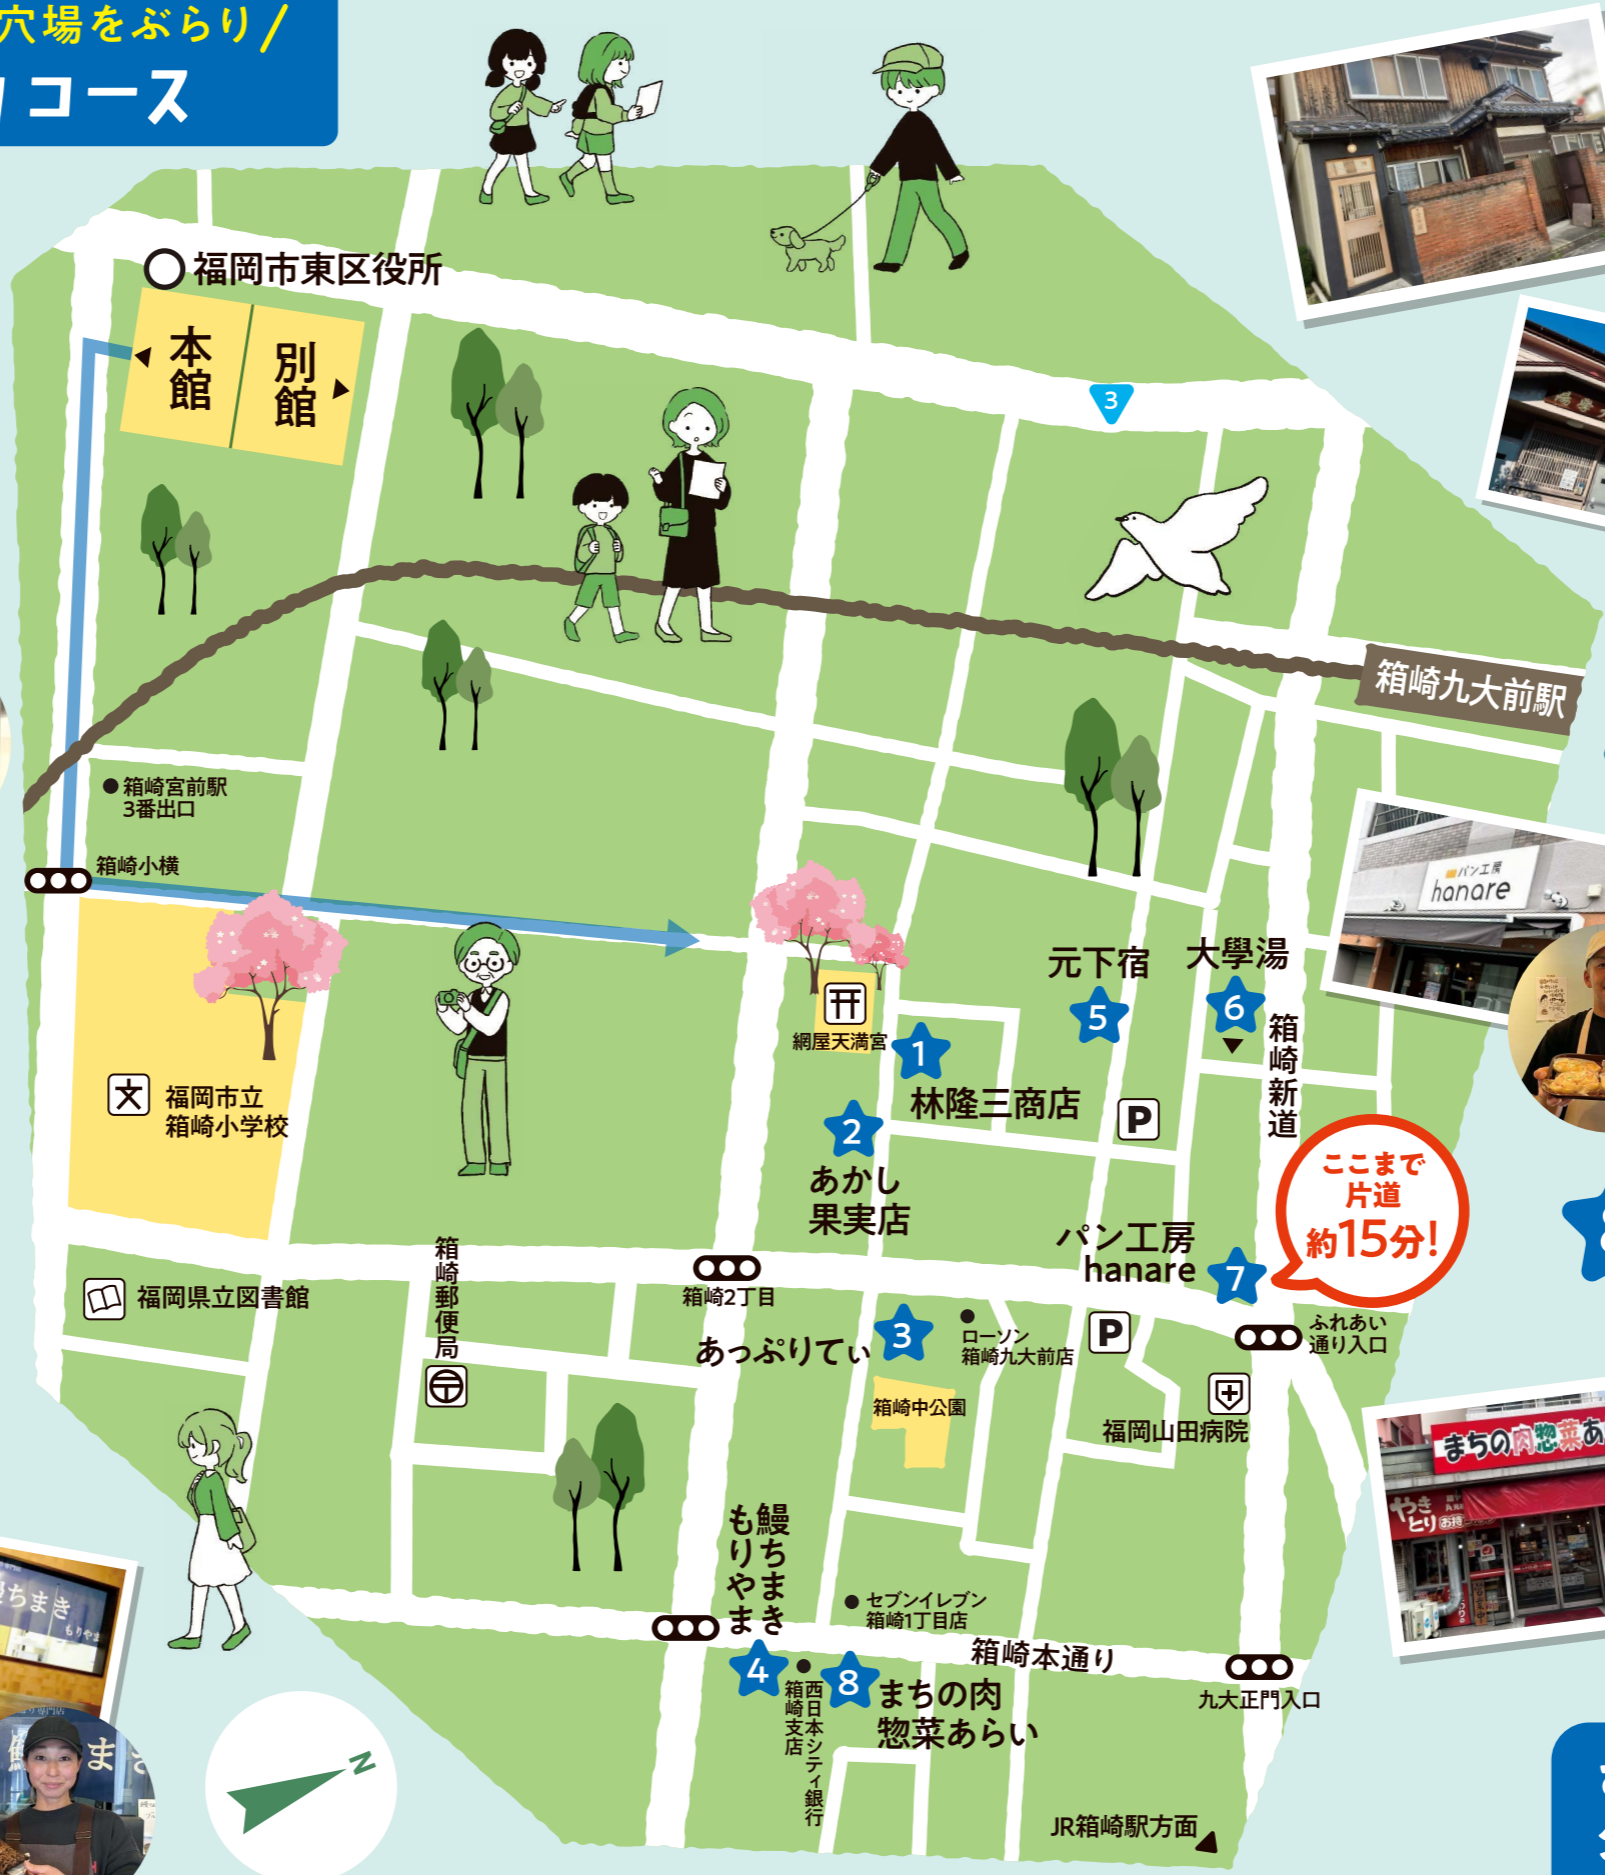 穴場をぶらり
コース
福岡市東区役所
本館
別館
3
箱崎九大前駅
箱崎宮前駅
3番出口
箱崎小横
パン工房
hanare
元下宿
5
大學湯
6
箱崎新道
網屋天満宮
1
林隆三商店
2
あかし
果実店
P
文
福岡市立
箱崎小学校
ここまで
片道
約15分!
パン工房
hanare
7
箱崎郵便局
福岡県立図書館
箱崎2丁目
あっぷりてぃ
3
ローソン
箱崎九大前店
P
ふれあい
通り入口
箱崎中公園
福岡山田病院
まちの肉惣菜あ
やき
とり
鰻ちまき
もりやま
セブンイレブン
箱崎1丁目店
箱崎本通り
4
西日本シティ銀行
箱崎支店
8
まちの肉
惣菜あらい
九大正門入口
ちまき
もりや
N
JR箱崎駅方面